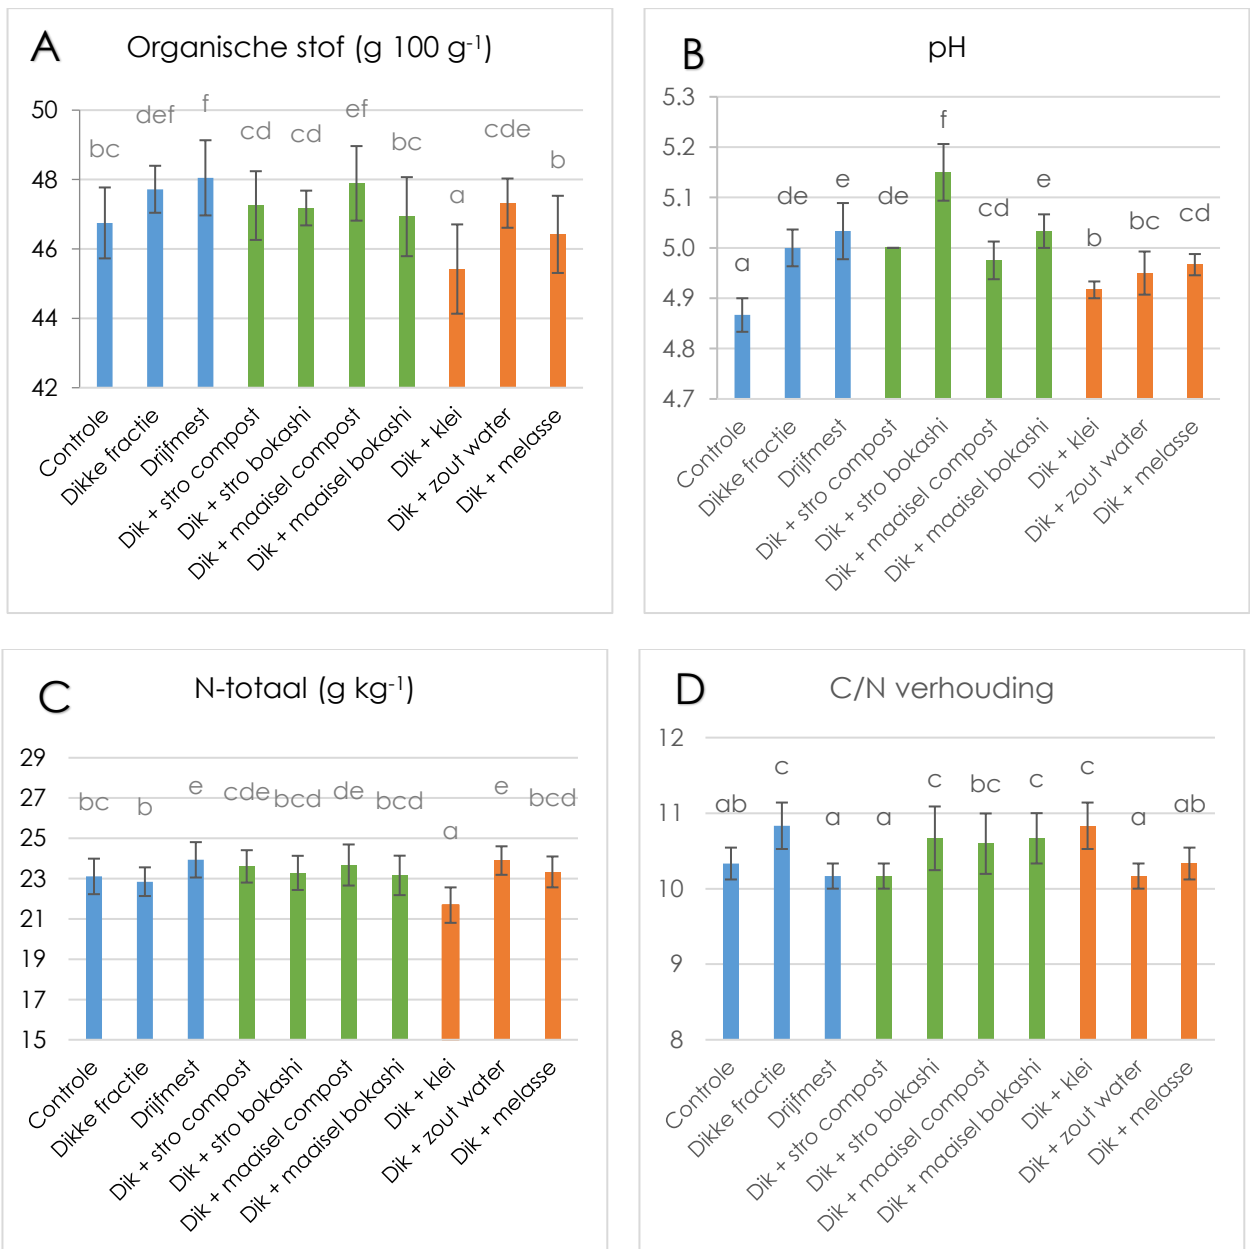 A
Organische stof (g 100 g-1)
50
48
46
44
42
bc
def
f
cd
cd
ef
bc
a
cde
b
Controle
Dikke fractie
Drijfmest
Dik + stro compost
Dik + stro bokashi
Dik + maaisel compost
Dik + maaisel bokashi
Dik + klei
Dik + zout water
Dik + melasse
B
pH
5.3
5.2
5.1
5.0
4.9
4.8
4.7
a
de
e
de
f
cd
e
b
bc
cd
Controle
Dikke fractie
Drijfmest
Dik + stro compost
Dik + stro bokashi
Dik + maaisel compost
Dik + maaisel bokashi
Dik + klei
Dik + zout water
Dik + melasse
C
N-totaal (g kg-1)
29
27
25
23
21
19
17
15
bc
b
e
cde
bcd
de
bcd
a
e
bcd
Controle
Dikke fractie
Drijfmest
Dik + stro compost
Dik + stro bokashi
Dik + maaisel compost
Dik + maaisel bokashi
Dik + klei
Dik + zout water
Dik + melasse
D
C/N verhouding
12
11
10
9
8
ab
c
a
a
c
bc
c
c
a
ab
Controle
Dikke fractie
Drijfmest
Dik + stro compost
Dik + stro bokashi
Dik + maaisel compost
Dik + maaisel bokashi
Dik + klei
Dik + zout water
Dik + melasse